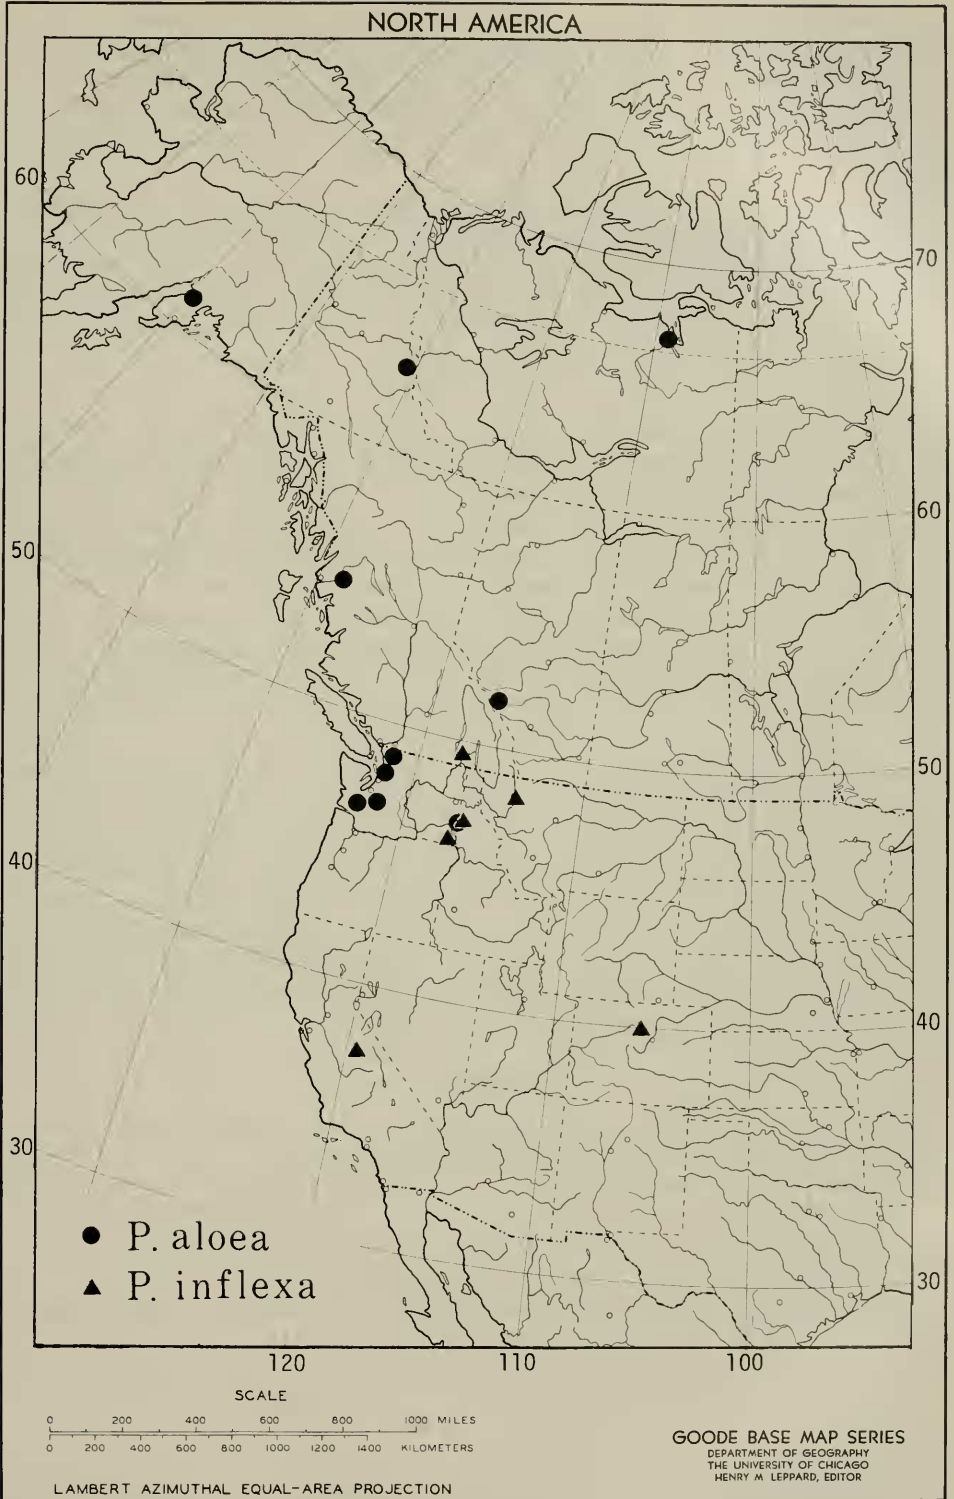 NORTH AMERICA
60
70
50
60
50
40
40
30
30
P. aloea
P. inflexa
120 110 100
SCALE
0 200 400 600 800 1000 MILES
0 200 400 600 800 1000 1200 1400 KILOMETERS
LAMBERT AZIMUTHAL EQUAL-AREA PROJECTION
GOODE BASE MAP SERIES
DEPARTMENT OF GEOGRAPHY
THE UNIVERSITY OF CHICAGO
HENRY M LEPPARD, EDITOR